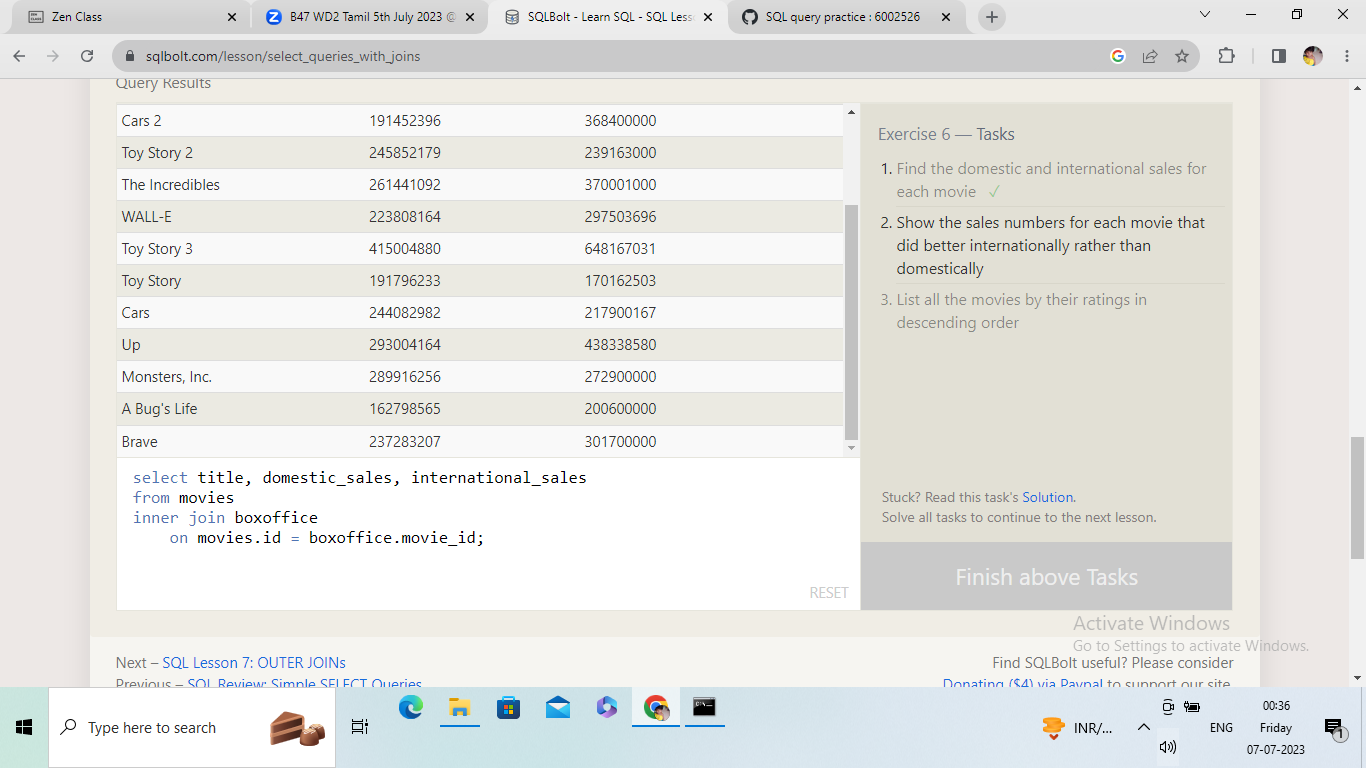 Zen Class
B47 WD2 Tamil 5th July 2023
SQLBolt - Learn SQL - SQL Less
SQL query practice : 6002526
sqlbolt.com/lesson/select_queries_with_joins
Query Results
Cars 2 191452396 368400000
Toy Story 2 245852179 239163000
The Incredibles 261441092 370001000
WALL-E 223808164 297503696
Toy Story 3 415004880 648167031
Toy Story 191796233 170162503
Cars 244082982 217900167
Up 293004164 438338580
Monsters, Inc. 289916256 272900000
A Bug's Life 162798565 200600000
Brave 237283207 301700000
select title, domestic_sales, international_sales
from movies
inner join boxoffice
on movies.id = boxoffice.movie_id;
RESET
Exercise 6 — Tasks
1. Find the domestic and international sales for
each movie ✓
2. Show the sales numbers for each movie that
did better internationally rather than
domestically
3. List all the movies by their ratings in
descending order
Stuck? Read this task's Solution.
Solve all tasks to continue to the next lesson.
Finish above Tasks
Activate Windows
Go to Settings to activate Windows.
Next – SQL Lesson 7: OUTER JOINs
Previous – SQL Review: Simple SELECT Queries
Find SQLBolt useful? Please consider
Donating ($4) via Paypal to support our site.
Type here to search
INR/...
ENG
00:36
Friday
07-07-2023
1